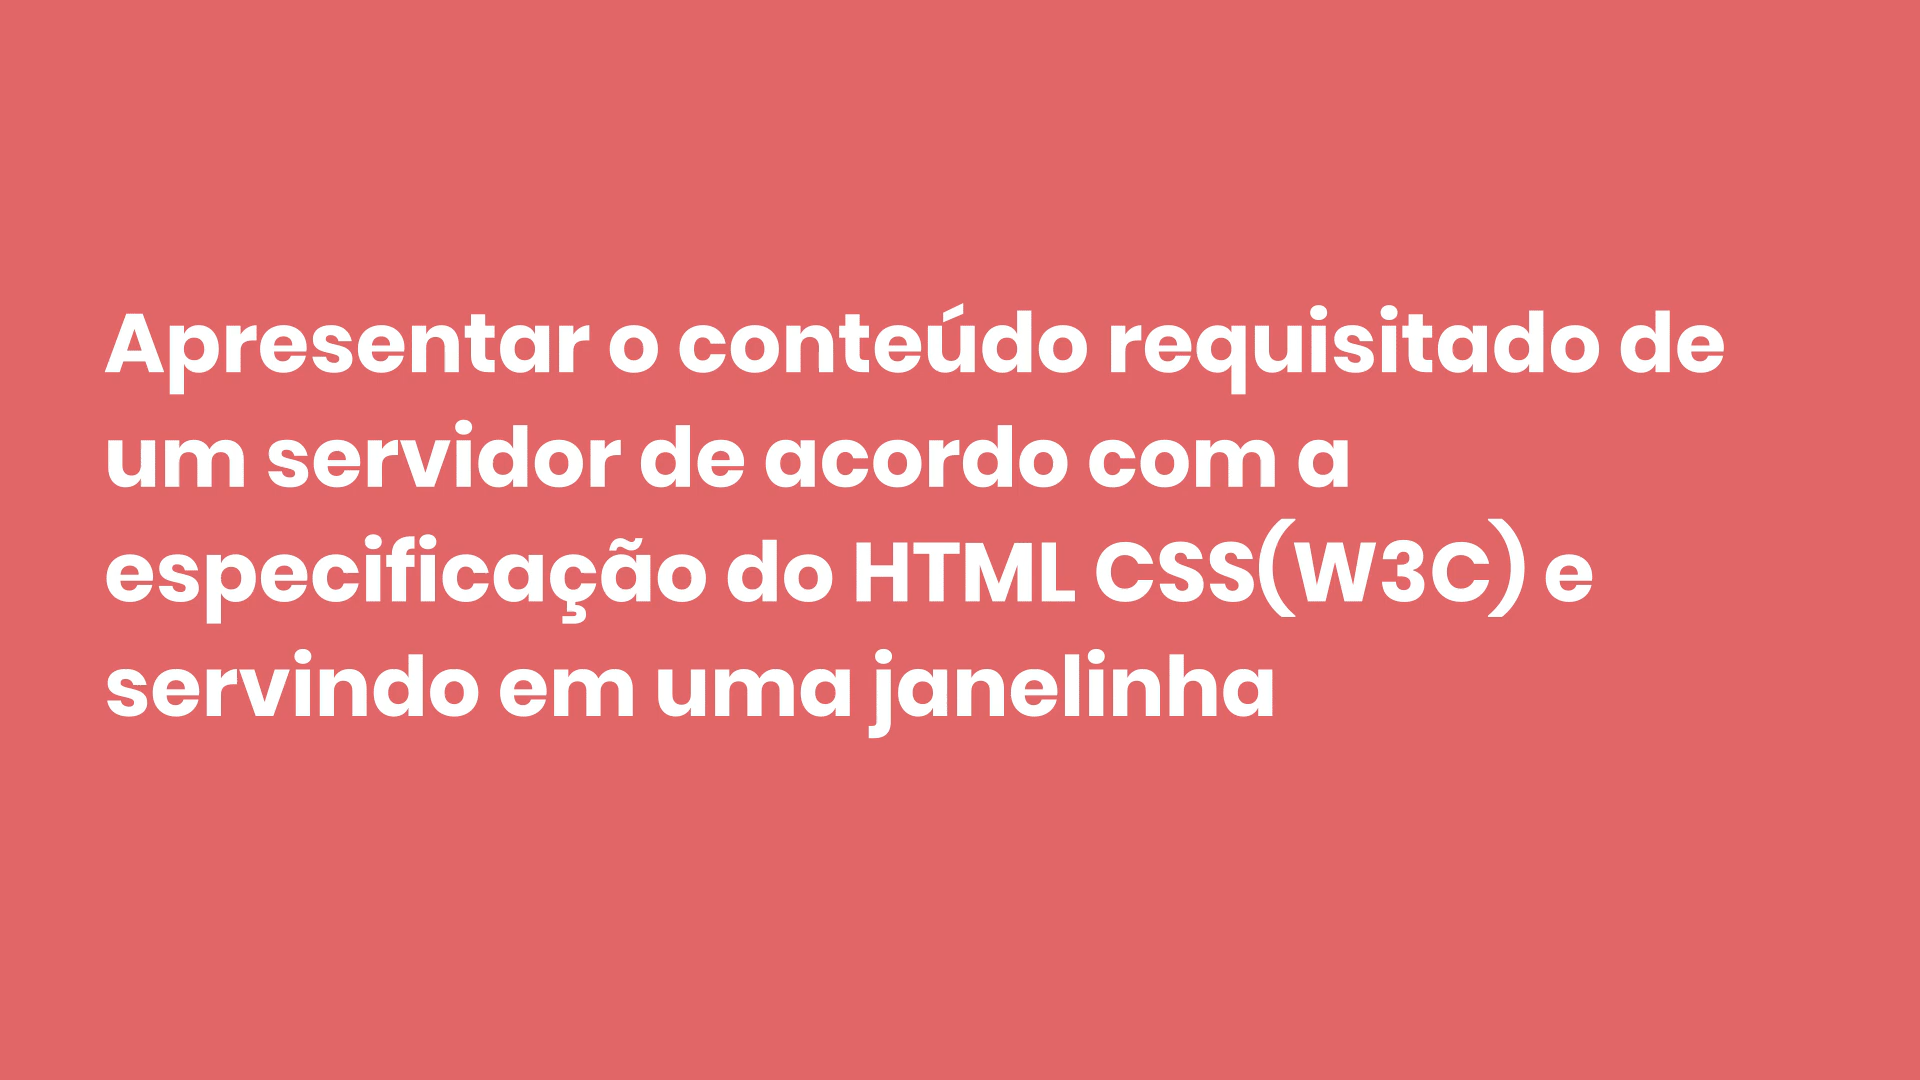 Apresentar o conteúdo requisitado de
um servidor de acordo com a
especificação do HTML CSS(W3C) e
servindo em uma janelinha